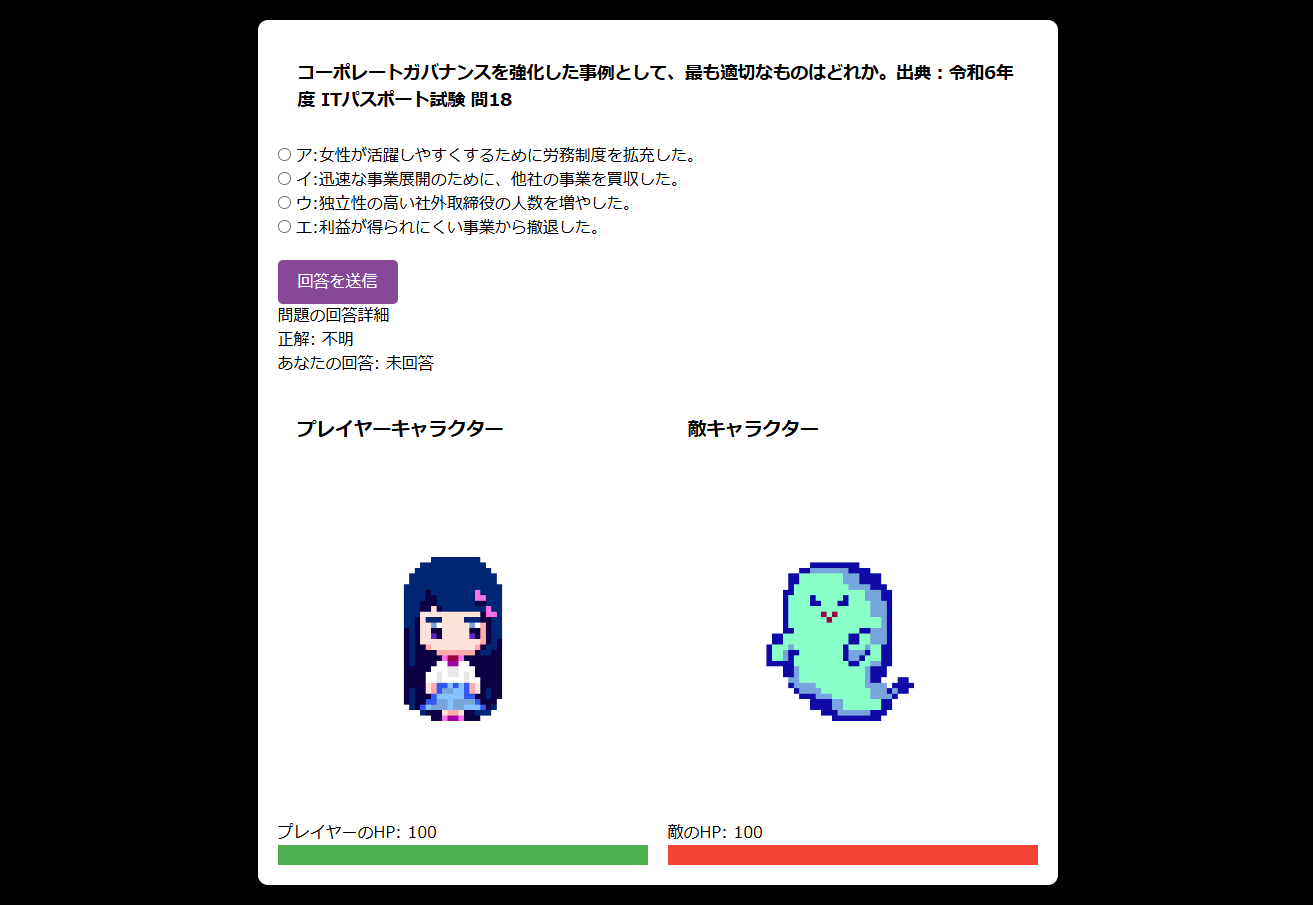 コーポレートガバナンスを強化した事例として、最も適切なものはどれか。出典：令和6年
度 ITパスポート試験 問18
ア:女性が活躍しやすくするために労務制度を拡充した。
イ:迅速な事業展開のために、他社の事業を買収した。
ウ:独立性の高い社外取締役の人数を増やした。
エ:利益が得られにくい事業から撤退した。
回答を送信
問題の回答詳細
正解: 不明
あなたの回答: 未回答
プレイヤーキャラクター
敵キャラクター
プレイヤーのHP: 100
敵のHP: 100